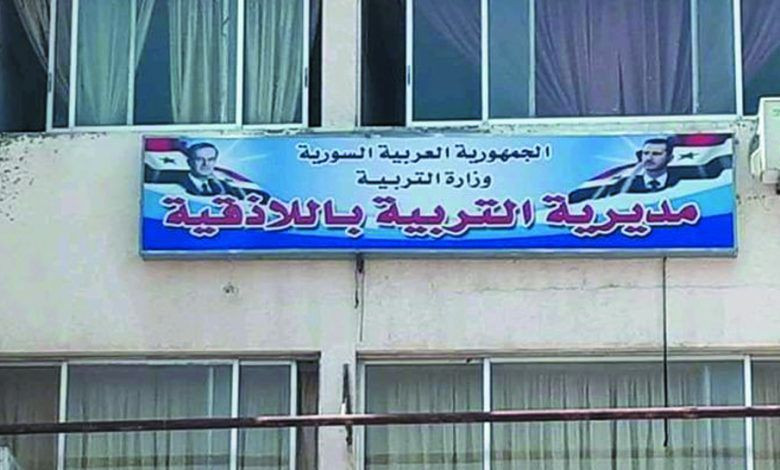 الجمهورية العربية السورية
وزارة التربية
مديرية التربية باللاذقية